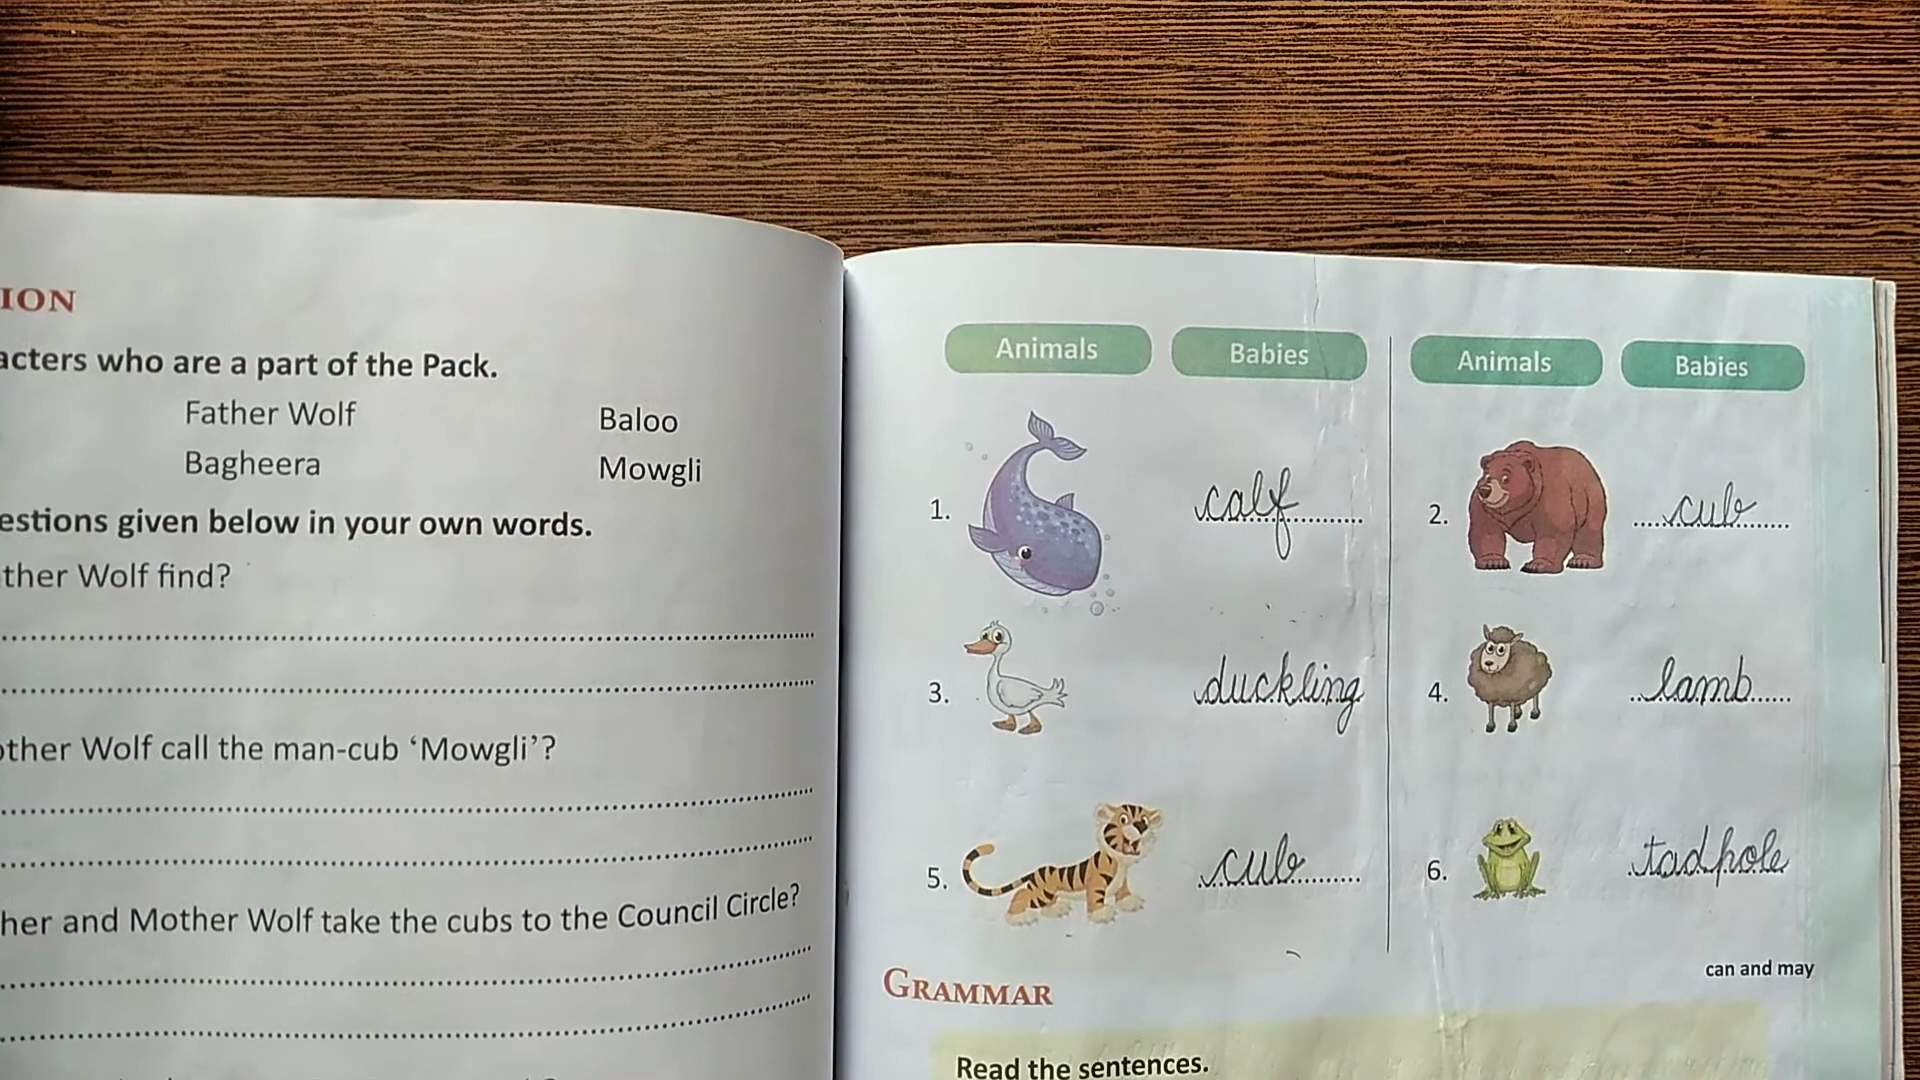 ION
acters who are a part of the Pack.
Father Wolf Baloo
Bagheera Mowgli
estions given below in your own words.
ther Wolf find?
other Wolf call the man-cub ‘Mowgli’?
her and Mother Wolf take the cubs to the Council Circle?
Animals Babies Animals Babies
1. calf 2. cub
3. duckling 4. lamb
5. cub 6. tadpole
can and may
GRAMMAR
Read the sentences.